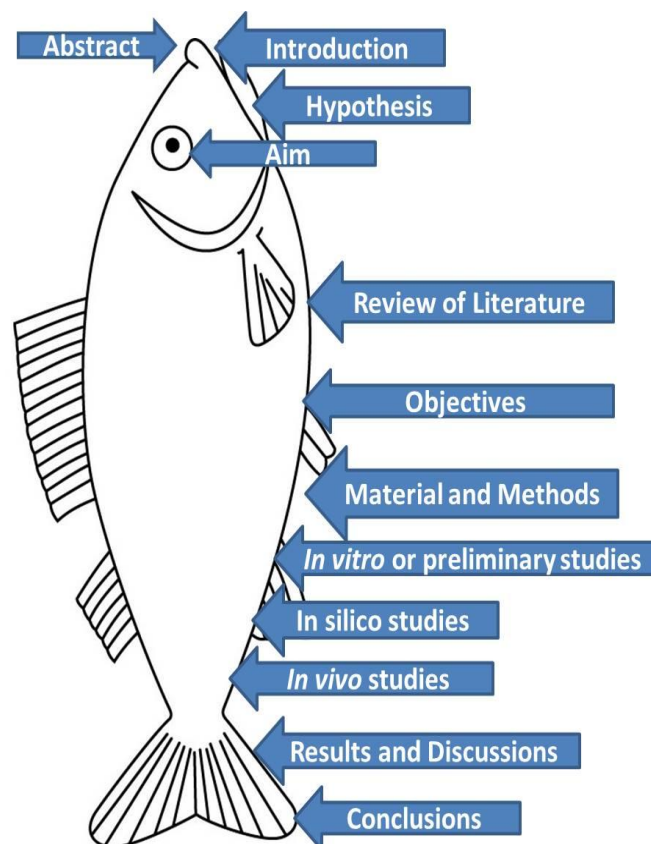 Abstract
Introduction
Hypothesis
Aim
Review of Literature
Objectives
Material and Methods
In vitro or preliminary studies
In silico studies
In vivo studies
Results and Discussions
Conclusions